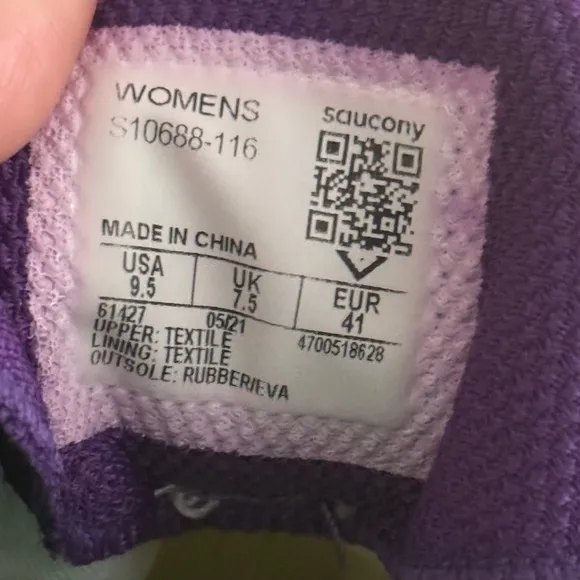 WOMENS
S10688-116
saucony
MADE IN CHINA
USA UK EUR
9.5 7.5 41
61427 05/21 4700518628
UPPER: TEXTILE
LINING: TEXTILE
OUTSOLE: RUBBER/EVA